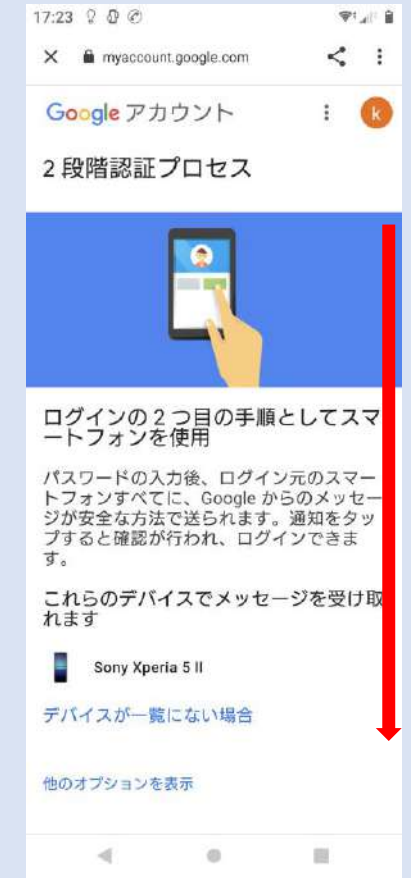 17:23
myaccount.google.com
Google アカウント
k
2 段階認証プロセス
ログインの 2 つ目の手順としてスマ
ートフォンを使用
パスワードの入力後、ログイン元のスマー
トフォンすべてに、Google からのメッセー
ジが安全な方法で送られます。通知をタッ
プすると確認が行われ、ログインできま
す。
これらのデバイスでメッセージを受け取
れます
Sony Xperia 5 II
デバイスが一覧にない場合
他のオプションを表示